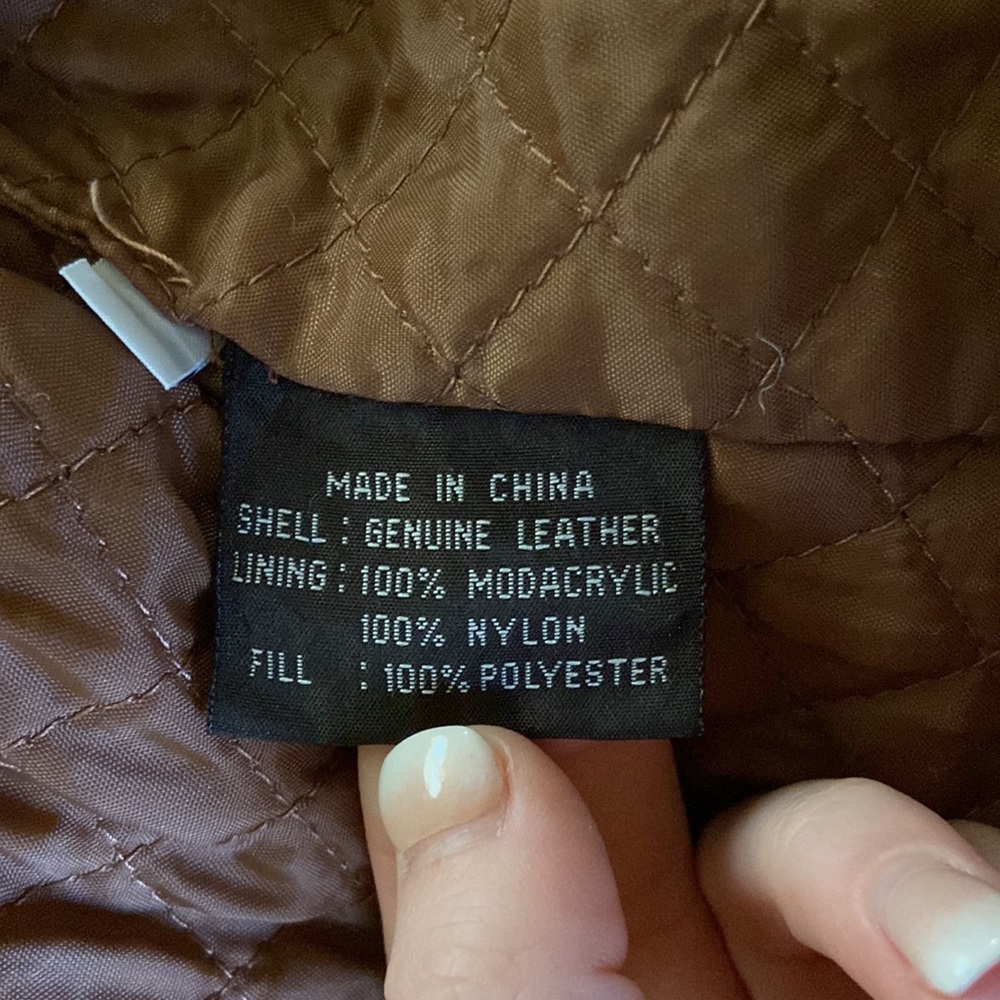 MADE IN CHINA
SHELL : GENUINE LEATHER
LINING : 100% MODACRYLIC
100% NYLON
FILL : 100% POLYESTER